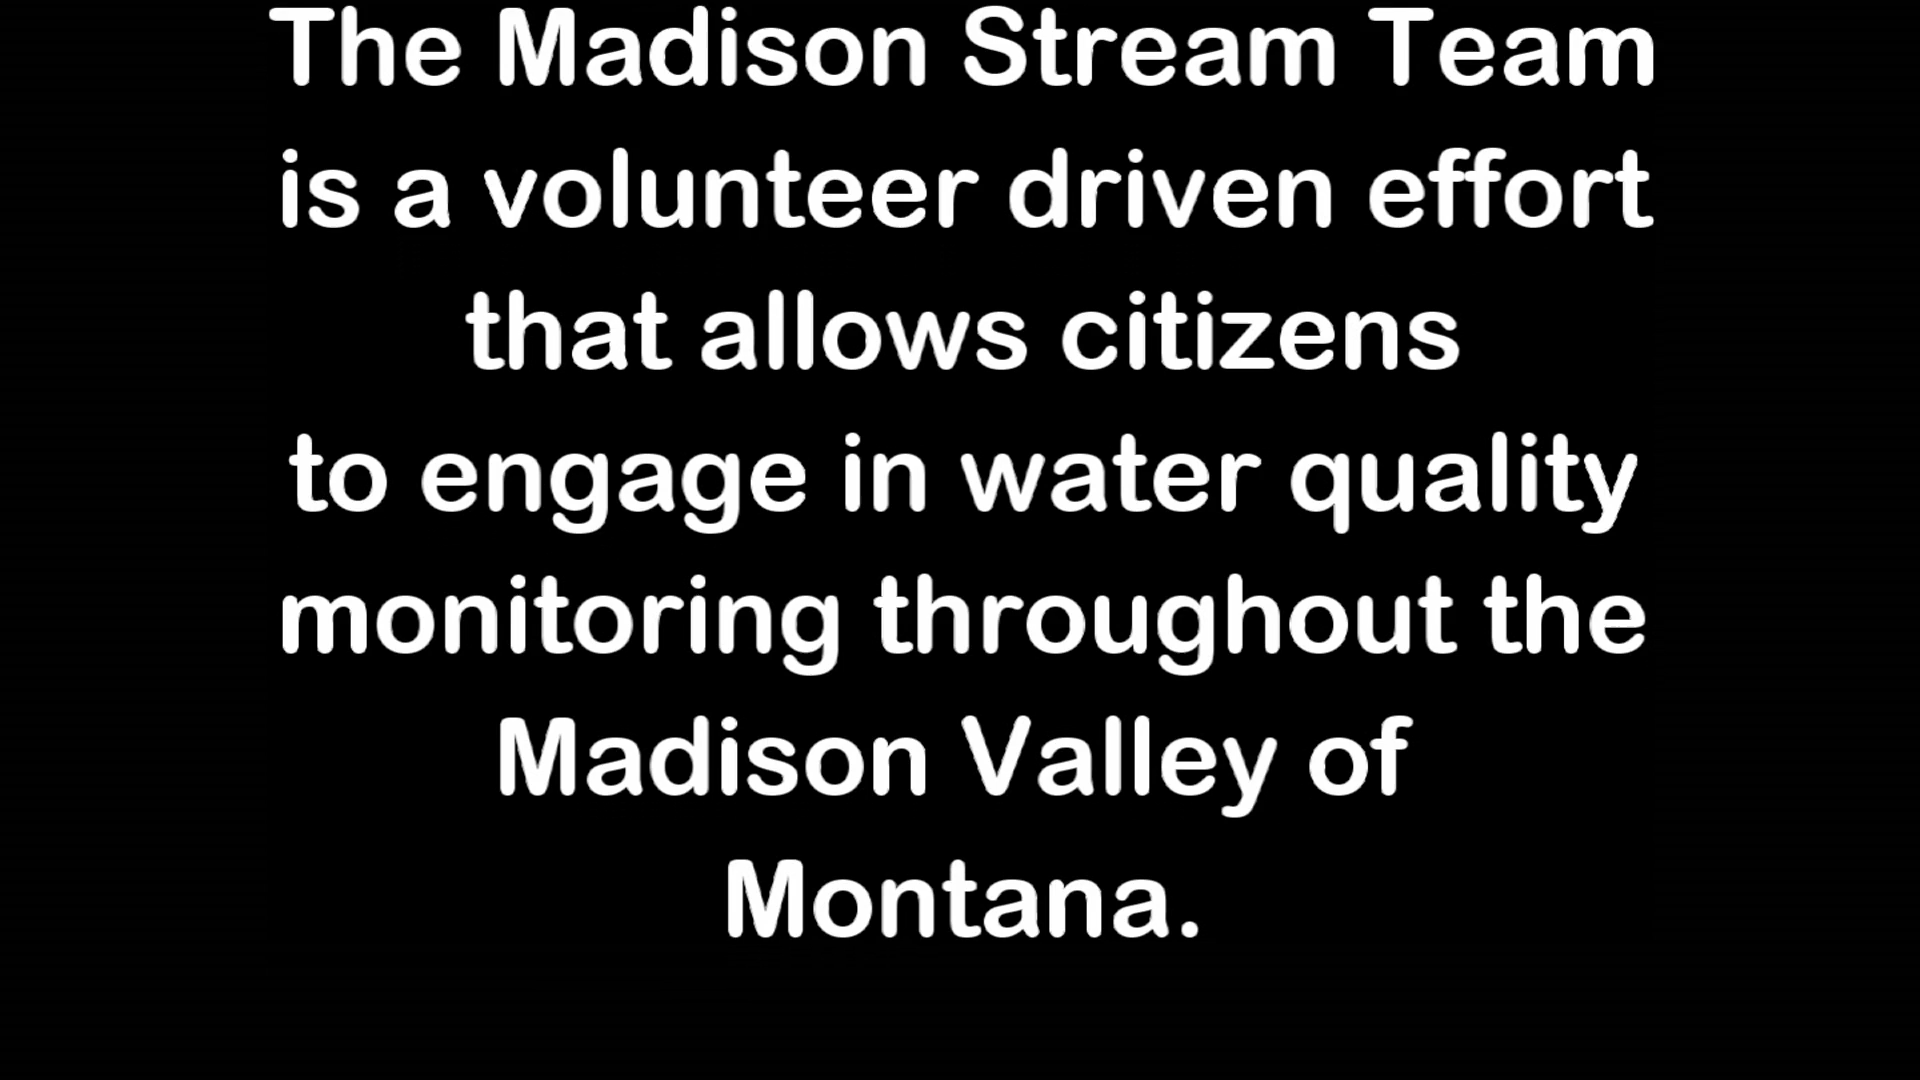 The Madison Stream Team
is a volunteer driven effort
that allows citizens
to engage in water quality
monitoring throughout the
Madison Valley of
Montana.